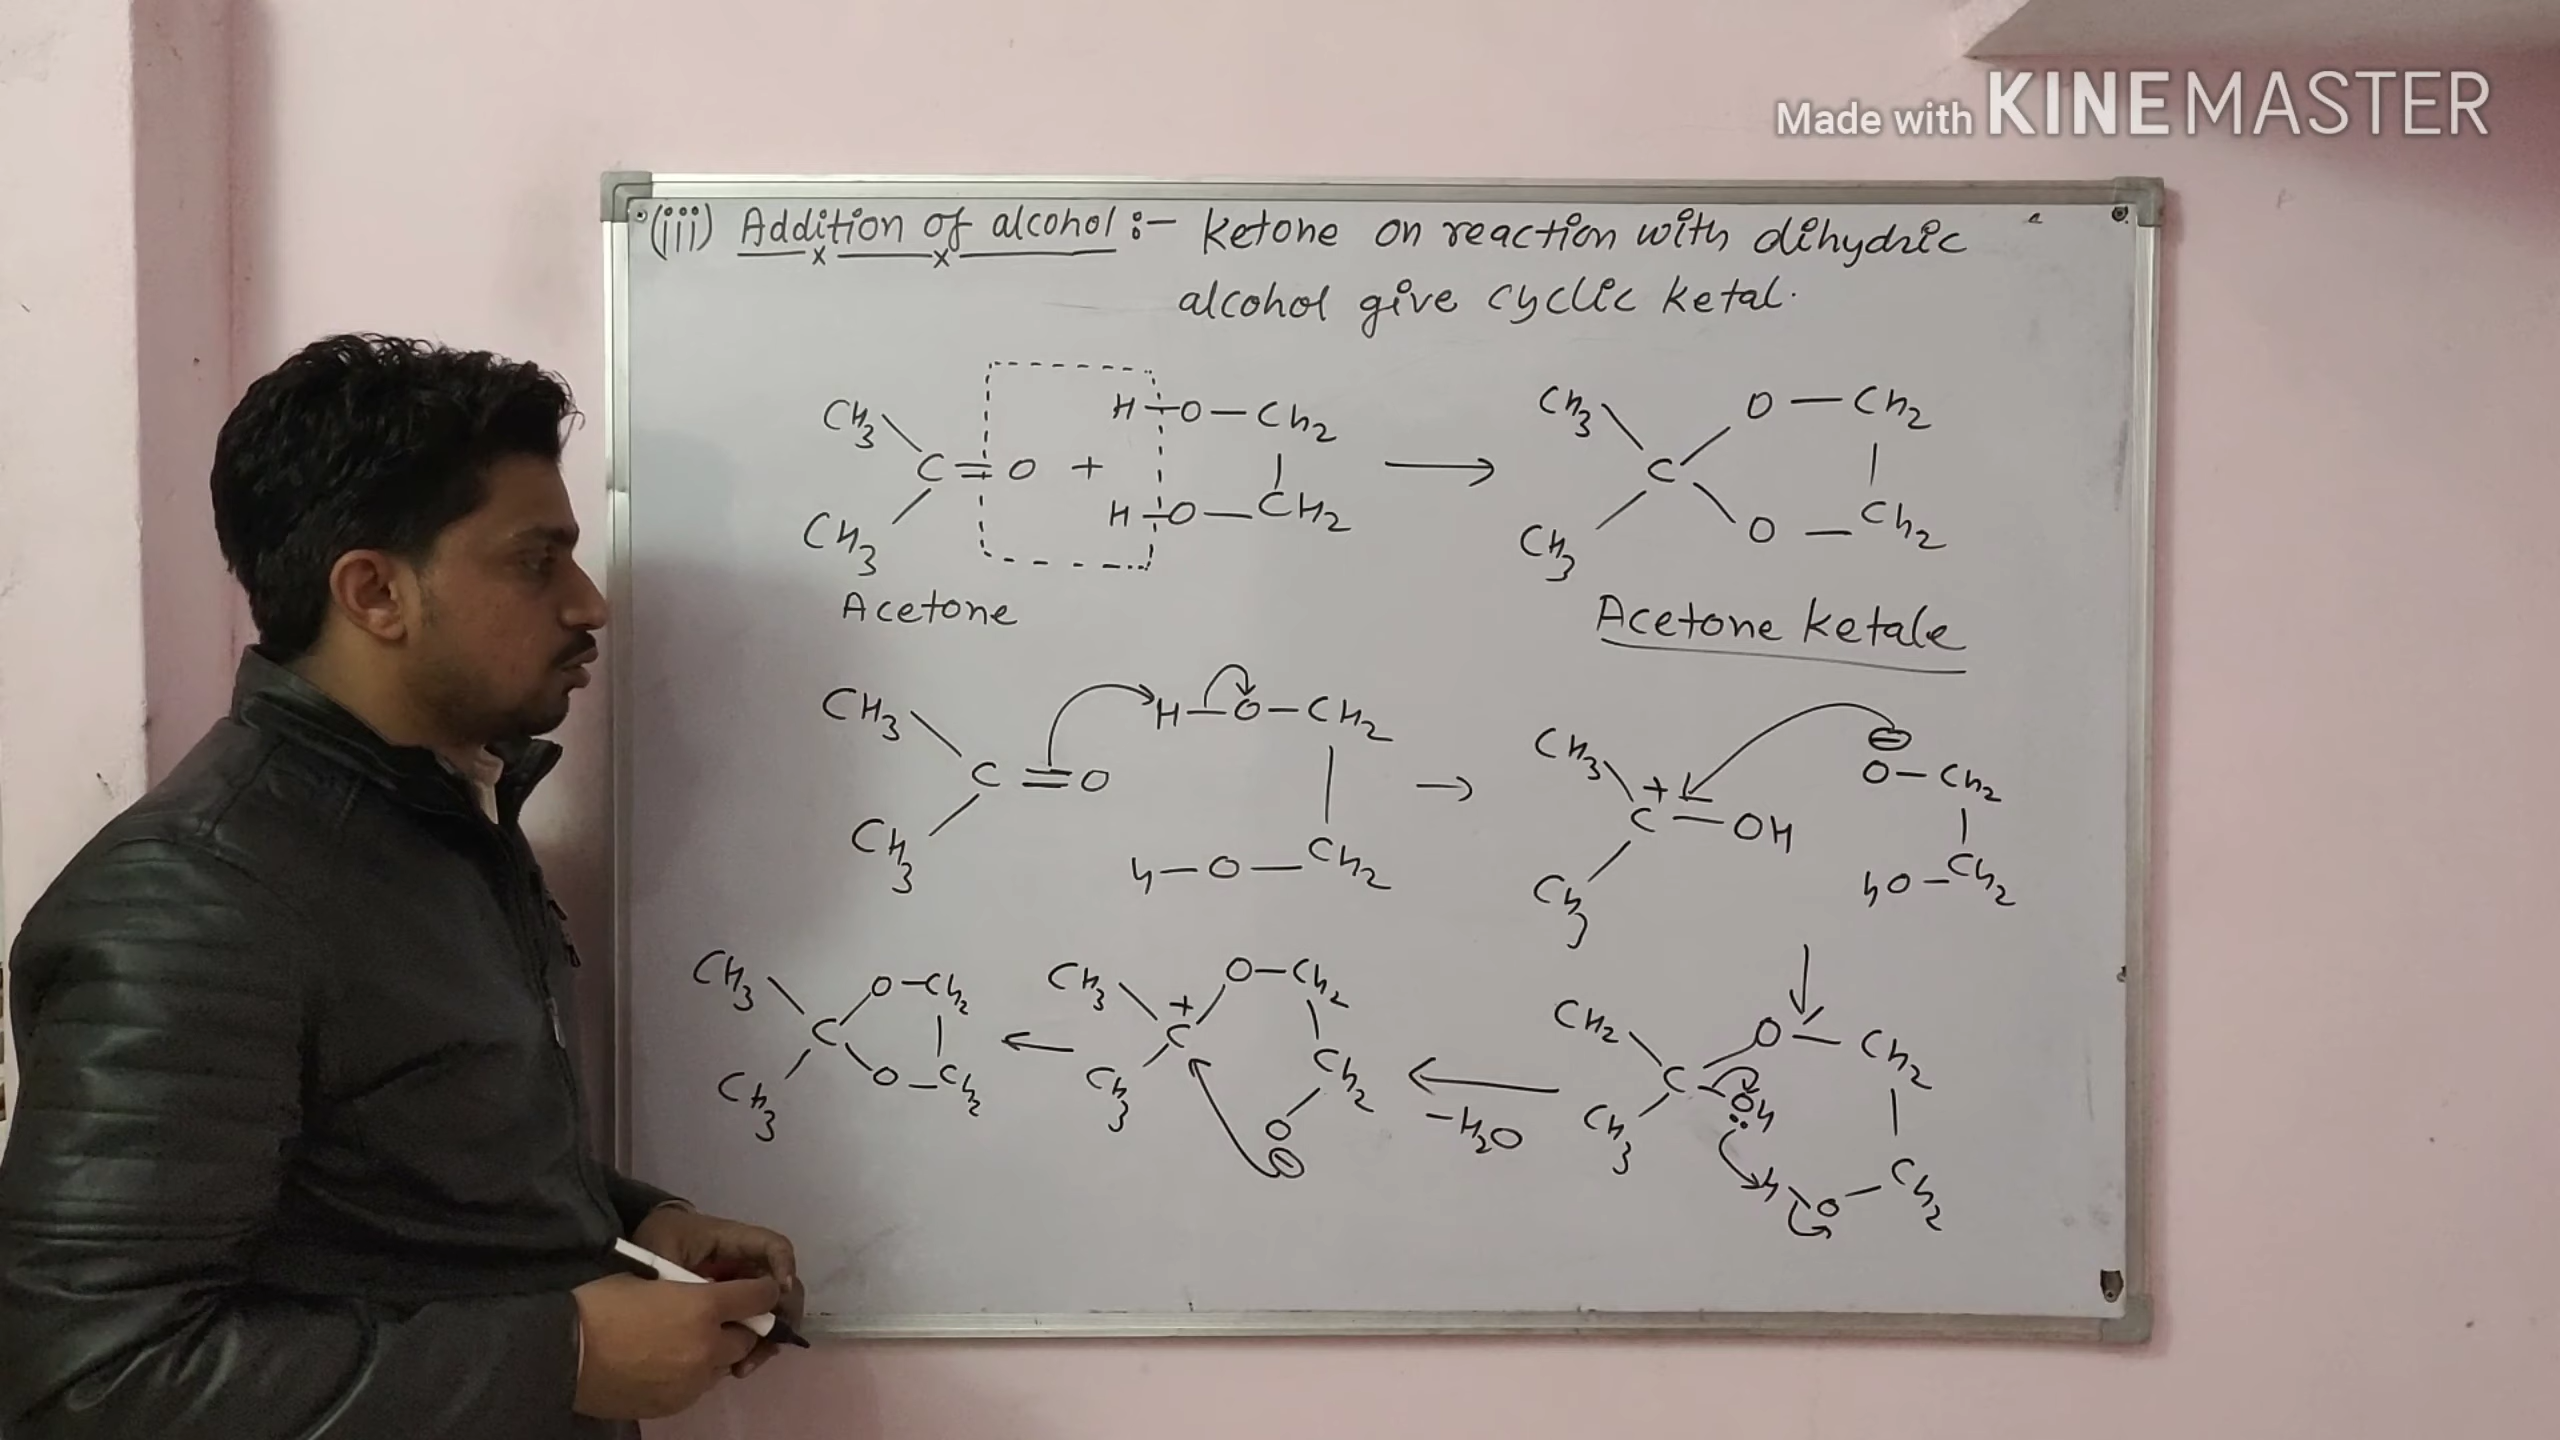 Made with KINEMASTER
(iii) Addition of alcohol :- Ketone on reaction with dihydric
alcohol give cyclic ketal.
CH3 H-O-CH2 CH3 O-CH2
C=O + C
CH3 H-O-CH2 CH3 O-CH2
Acetone Acetone Ketale
CH3 H-O-CH2 CH3 ⊖
C=O → + O-CH2
CH3 H-O-CH2 C=OH
CH3 HO-CH2
CH3 O-CH2 CH3 O-CH2 CH2 O-CH2
C + C C
CH3 O-CH2 CH3 CH2 -H2O CH3 OH
O H O CH2
⊖